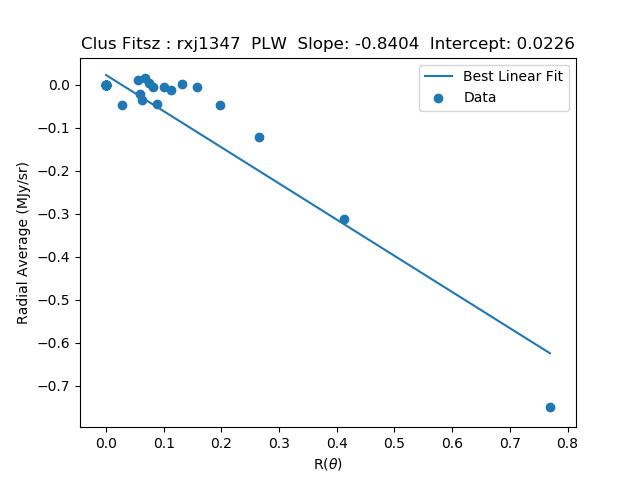 Clus Fitsz : rxj1347  PLW  Slope: -0.8404  Intercept: 0.0226
Best Linear Fit
Data
0.0
−0.1
−0.2
−0.3
−0.4
−0.5
−0.6
−0.7
Radial Average (MJy/sr)
0.0 0.1 0.2 0.3 0.4 0.5 0.6 0.7 0.8
R(θ)